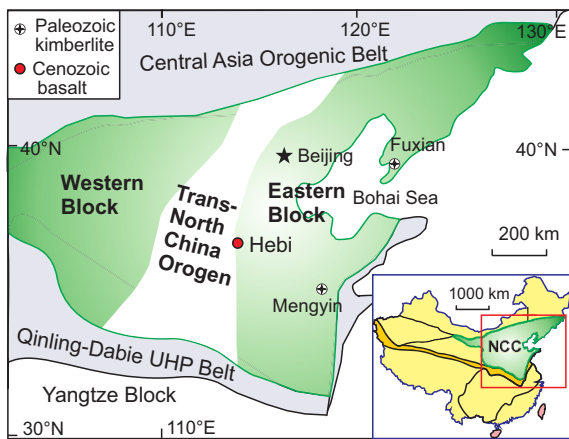 110°E
130°E
Paleozoic
kimberlite
Cenozoic
basalt
Central Asia Orogenic Belt
40°N
40°N
Fuxian
Beijing
Western
Block
Eastern
Block
Bohai Sea
Trans-
North
China
Orogen
Hebi
200 km
Mengyin
1000 km
NCC
Qinling-Dabie UHP Belt
Yangtze Block
30°N
110°E